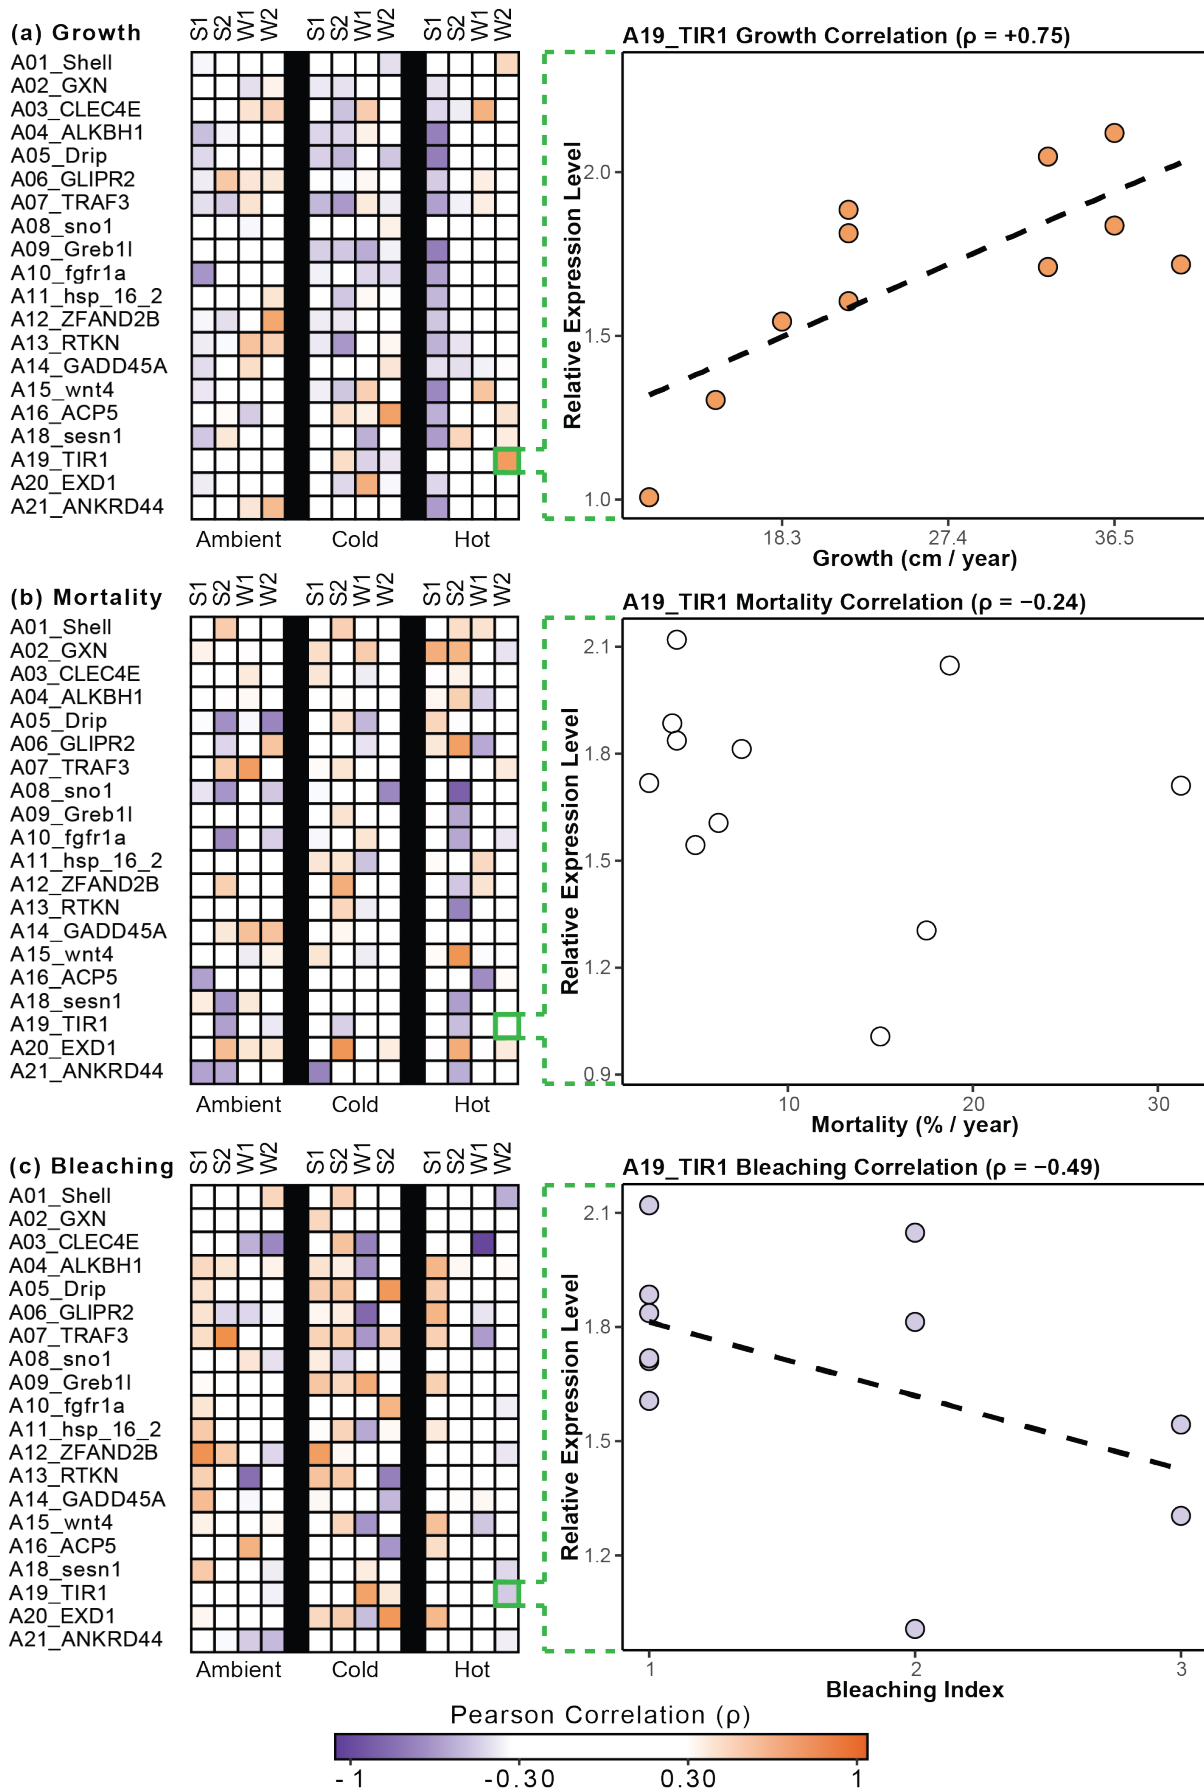 (a) Growth
S1 S2 W1 W2 S1 S2 W1 W2 S1 S2 W1 W2
A01_Shell
A02_GXN
A03_CLEC4E
A04_ALKBH1
A05_Drip
A06_GLIPR2
A07_TRAF3
A08_sno1
A09_Greb1l
A10_fgfr1a
A11_hsp_16_2
A12_ZFAND2B
A13_RTKN
A14_GADD45A
A15_wnt4
A16_ACP5
A18_sesn1
A19_TIR1
A20_EXD1
A21_ANKRD44
Ambient Cold Hot
A19_TIR1 Growth Correlation (ρ = +0.75)
Relative Expression Level
2.0
1.5
1.0
18.3 27.4 36.5
Growth (cm / year)
(b) Mortality
S1 S2 W1 W2 S1 S2 W1 W2 S1 S2 W1 W2
A01_Shell
A02_GXN
A03_CLEC4E
A04_ALKBH1
A05_Drip
A06_GLIPR2
A07_TRAF3
A08_sno1
A09_Greb1l
A10_fgfr1a
A11_hsp_16_2
A12_ZFAND2B
A13_RTKN
A14_GADD45A
A15_wnt4
A16_ACP5
A18_sesn1
A19_TIR1
A20_EXD1
A21_ANKRD44
Ambient Cold Hot
A19_TIR1 Mortality Correlation (ρ = −0.24)
Relative Expression Level
2.1
1.8
1.5
1.2
0.9
10 20 30
Mortality (% / year)
(c) Bleaching
S1 S2 W1 W2 S1 S2 W1 S2 S1 S2 W1 W2
A01_Shell
A02_GXN
A03_CLEC4E
A04_ALKBH1
A05_Drip
A06_GLIPR2
A07_TRAF3
A08_sno1
A09_Greb1l
A10_fgfr1a
A11_hsp_16_2
A12_ZFAND2B
A13_RTKN
A14_GADD45A
A15_wnt4
A16_ACP5
A18_sesn1
A19_TIR1
A20_EXD1
A21_ANKRD44
Ambient Cold Hot
A19_TIR1 Bleaching Correlation (ρ = −0.49)
Relative Expression Level
2.1
1.8
1.5
1.2
1 2 3
Bleaching Index
Pearson Correlation (ρ)
- 1 -0.30 0.30 1